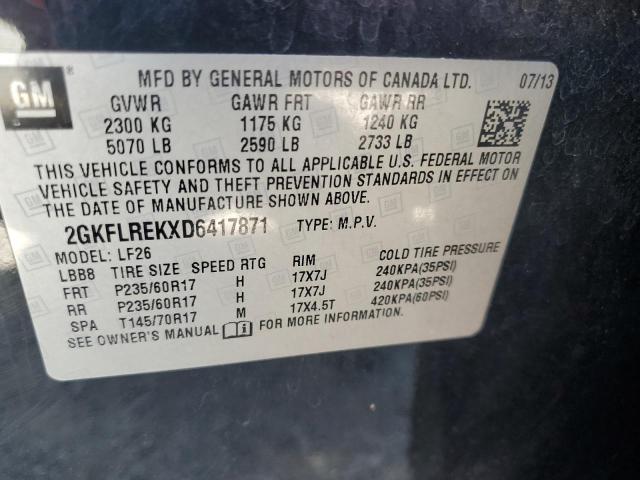 GM ®
MFD BY GENERAL MOTORS OF CANADA LTD. 07/13
GVWR GAWR FRT GAWR RR
2300 KG 1175 KG 1240 KG
5070 LB 2590 LB 2733 LB
THIS VEHICLE CONFORMS TO ALL APPLICABLE U.S. FEDERAL MOTOR
VEHICLE SAFETY AND THEFT PREVENTION STANDARDS IN EFFECT ON
THE DATE OF MANUFACTURE SHOWN ABOVE.
2GKFLREKXD6417871 TYPE: M.P.V.
MODEL: LF26
LBB8 TIRE SIZE SPEED RTG RIM COLD TIRE PRESSURE
FRT P235/60R17 H 17X7J 240KPA(35PSI)
RR P235/60R17 H 17X7J 240KPA(35PSI)
SPA T145/70R17 M 17X4.5T 420KPA(60PSI)
SEE OWNER'S MANUAL FOR MORE INFORMATION.